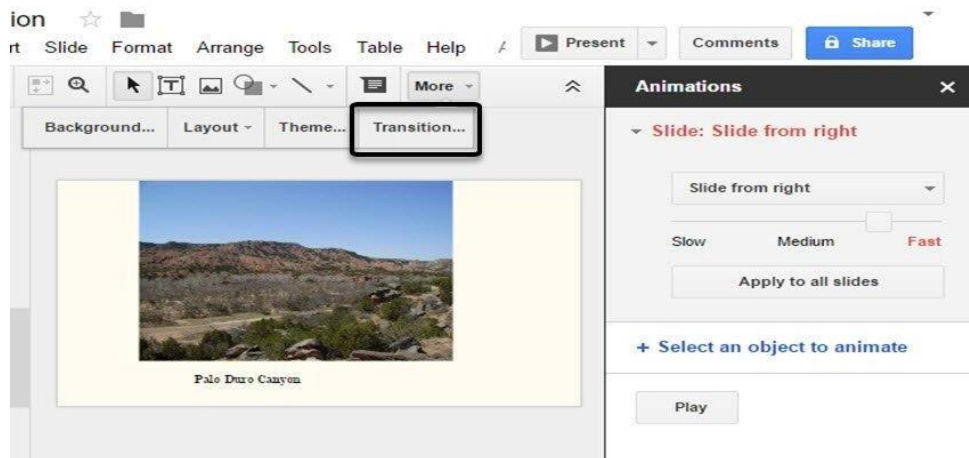 ion
rt Slide Format Arrange Tools Table Help Present Comments Share
More
Background... Layout Theme... Transition...
Palo Duro Canyon
Animations
Slide: Slide from right
Slide from right
Slow Medium Fast
Apply to all slides
+ Select an object to animate
Play